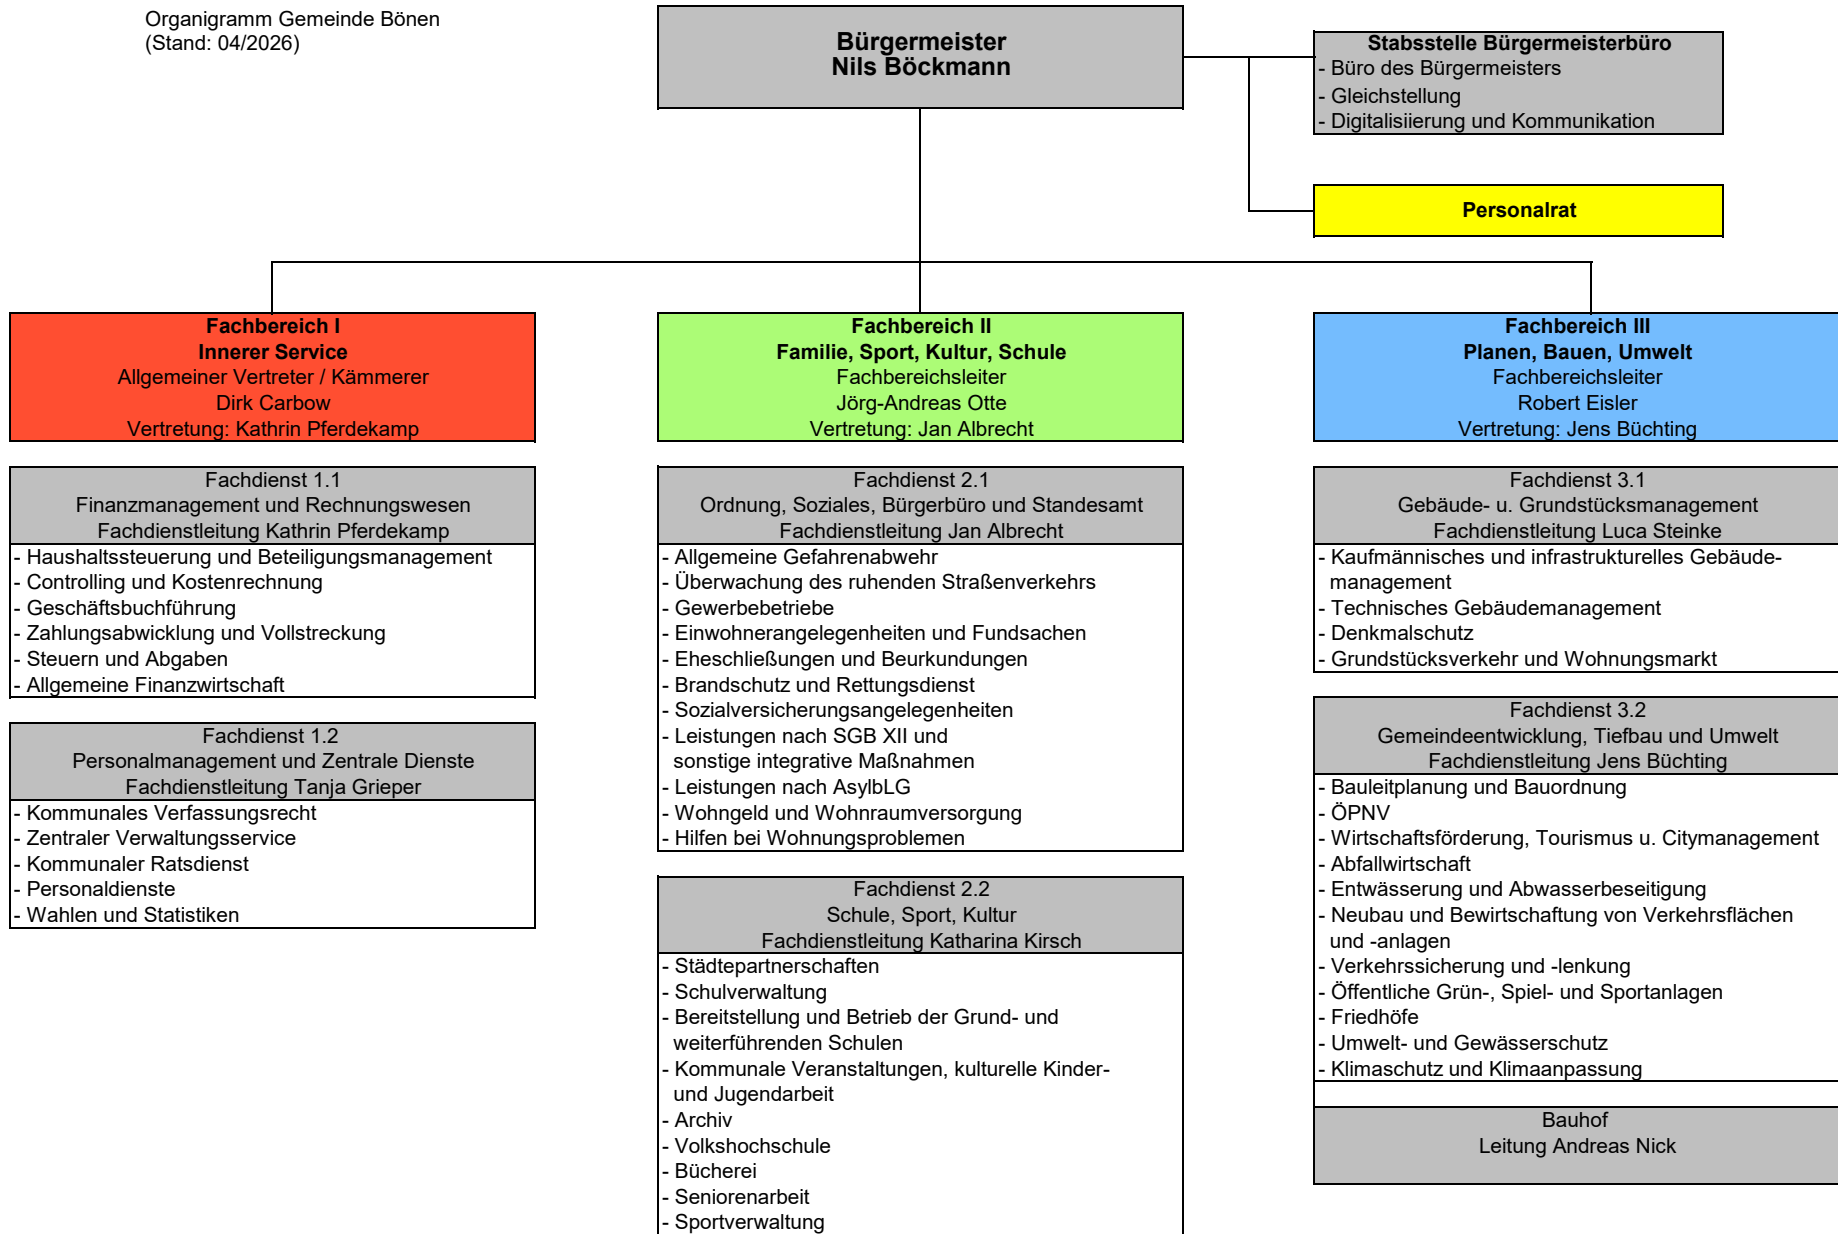 Organigramm Gemeinde Bönen
(Stand: 04/2026)
Bürgermeister
Nils Böckmann
Stabsstelle Bürgermeisterbüro
- Büro des Bürgermeisters
- Gleichstellung
- Digitalisiierung und Kommunikation
Personalrat
Fachbereich I
Innerer Service
Allgemeiner Vertreter / Kämmerer
Dirk Carbow
Vertretung: Kathrin Pferdekamp
Fachdienst 1.1
Finanzmanagement und Rechnungswesen
Fachdienstleitung Kathrin Pferdekamp
- Haushaltssteuerung und Beteiligungsmanagement
- Controlling und Kostenrechnung
- Geschäftsbuchführung
- Zahlungsabwicklung und Vollstreckung
- Steuern und Abgaben
- Allgemeine Finanzwirtschaft
Fachdienst 1.2
Personalmanagement und Zentrale Dienste
Fachdienstleitung Tanja Grieper
- Kommunales Verfassungsrecht
- Zentraler Verwaltungsservice
- Kommunaler Ratsdienst
- Personaldienste
- Wahlen und Statistiken
Fachbereich II
Familie, Sport, Kultur, Schule
Fachbereichsleiter
Jörg-Andreas Otte
Vertretung: Jan Albrecht
Fachdienst 2.1
Ordnung, Soziales, Bürgerbüro und Standesamt
Fachdienstleitung Jan Albrecht
- Allgemeine Gefahrenabwehr
- Überwachung des ruhenden Straßenverkehrs
- Gewerbebetriebe
- Einwohnerangelegenheiten und Fundsachen
- Eheschließungen und Beurkundungen
- Brandschutz und Rettungsdienst
- Sozialversicherungsangelegenheiten
- Leistungen nach SGB XII und
sonstige integrative Maßnahmen
- Leistungen nach AsylbLG
- Wohngeld und Wohnraumversorgung
- Hilfen bei Wohnungsproblemen
Fachdienst 2.2
Schule, Sport, Kultur
Fachdienstleitung Katharina Kirsch
- Städtepartnerschaften
- Schulverwaltung
- Bereitstellung und Betrieb der Grund- und
weiterführenden Schulen
- Kommunale Veranstaltungen, kulturelle Kinder-
und Jugendarbeit
- Archiv
- Volkshochschule
- Bücherei
- Seniorenarbeit
- Sportverwaltung
Fachbereich III
Planen, Bauen, Umwelt
Fachbereichsleiter
Robert Eisler
Vertretung: Jens Büchting
Fachdienst 3.1
Gebäude- u. Grundstücksmanagement
Fachdienstleitung Luca Steinke
- Kaufmännisches und infrastrukturelles Gebäude-
management
- Technisches Gebäudemanagement
- Denkmalschutz
- Grundstücksverkehr und Wohnungsmarkt
Fachdienst 3.2
Gemeindeentwicklung, Tiefbau und Umwelt
Fachdienstleitung Jens Büchting
- Bauleitplanung und Bauordnung
- ÖPNV
- Wirtschaftsförderung, Tourismus u. Citymanagement
- Abfallwirtschaft
- Entwässerung und Abwasserbeseitigung
- Neubau und Bewirtschaftung von Verkehrsflächen
und -anlagen
- Verkehrssicherung und -lenkung
- Öffentliche Grün-, Spiel- und Sportanlagen
- Friedhöfe
- Umwelt- und Gewässerschutz
- Klimaschutz und Klimaanpassung
Bauhof
Leitung Andreas Nick